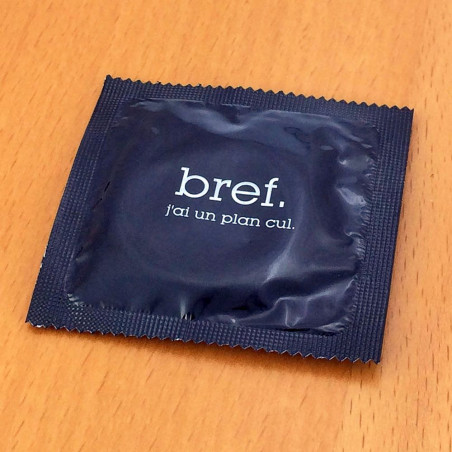 bref.
j'ai un plan cul.